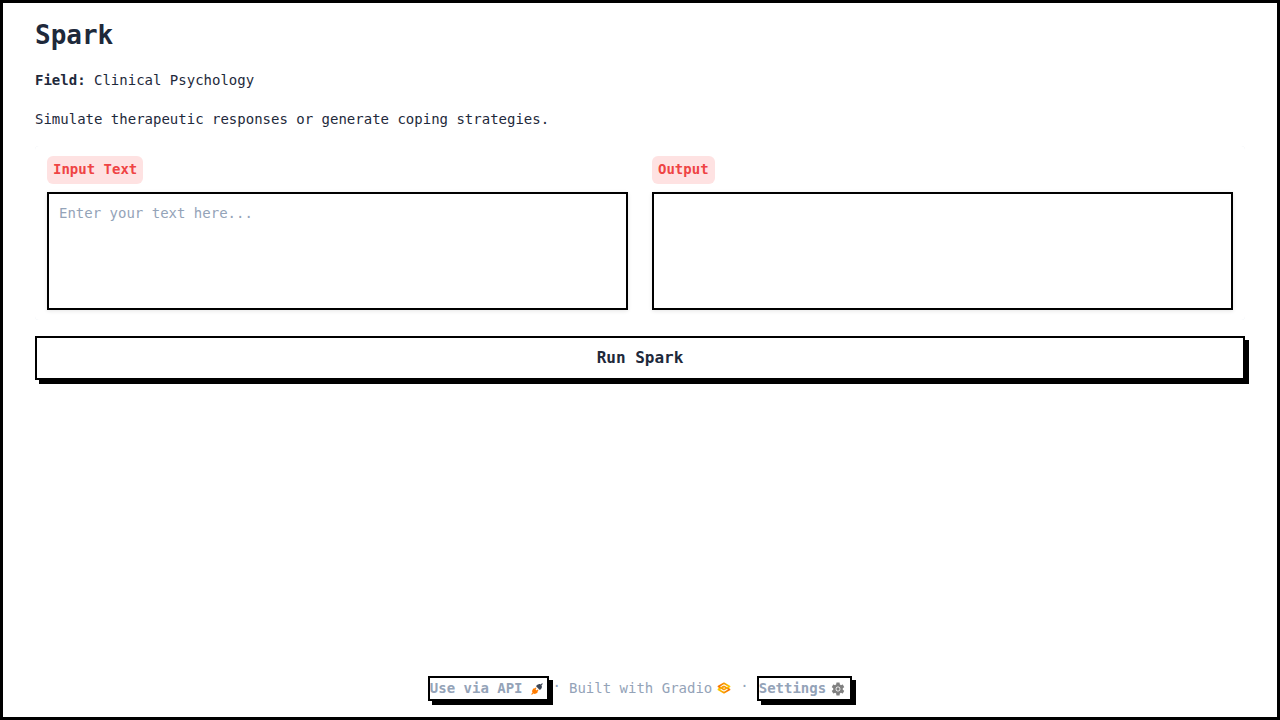 Spark
Field: Clinical Psychology
Simulate therapeutic responses or generate coping strategies.
Input Text
Output
Enter your text here...
Run Spark
Use via API · Built with Gradio · Settings